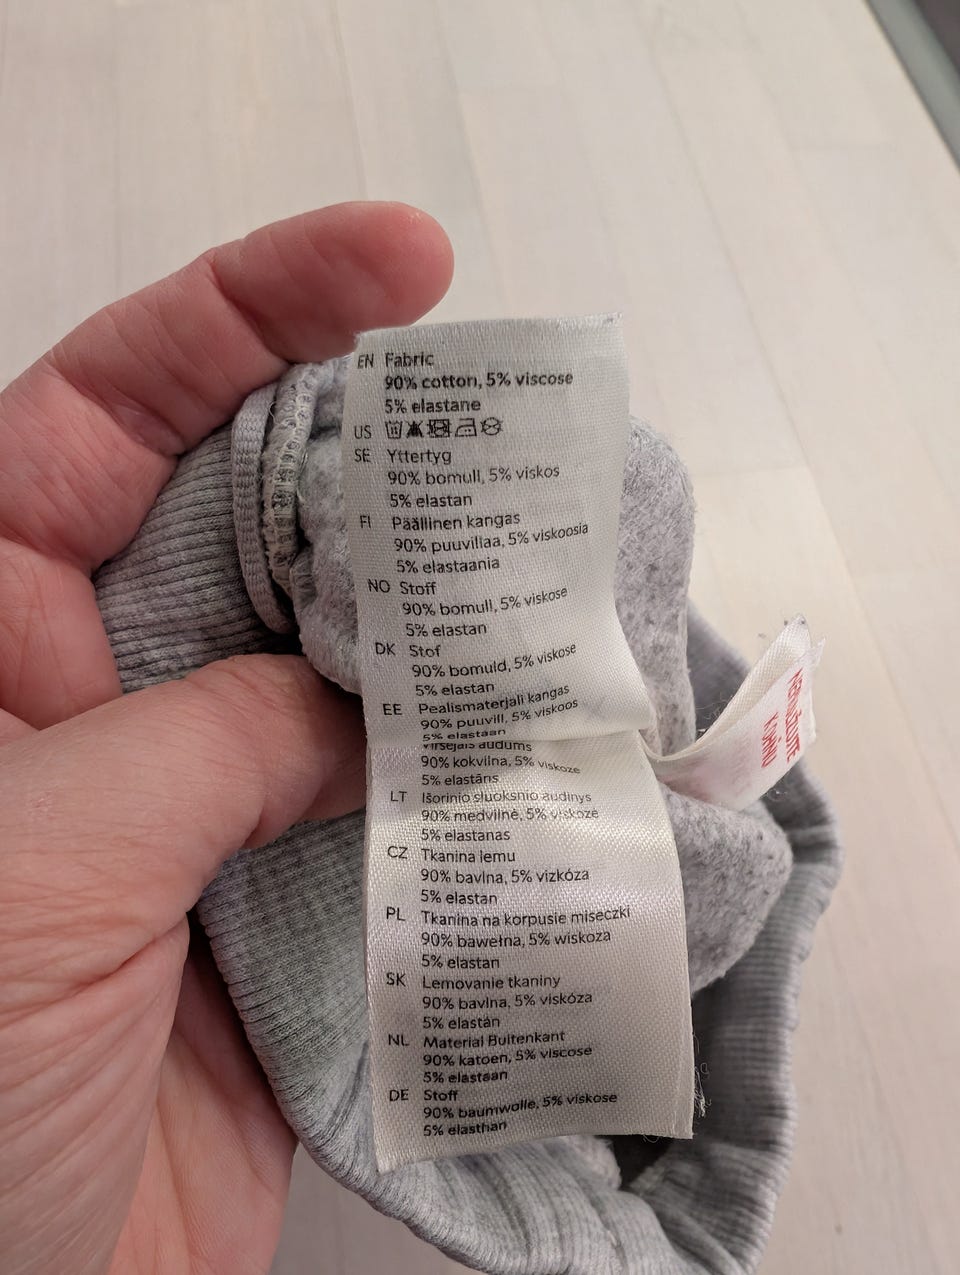 EN Fabric
90% cotton, 5% viscose
5% elastane
US
SE Yttertyg
90% bomull, 5% viskos
5% elastan
FI Päällinen kangas
90% puuvillaa, 5% viskoosia
5% elastaania
NO Stoff
90% bomull, 5% viskose
5% elastan
DK Stof
90% bomuld, 5% viskose
5% elastan
EE Pealismaterjali kangas
90% puuvill, 5% viskoos
5% elastaan
Virsējais audums
90% kokvilna, 5% viskoze
5% elastāns
LT Išorinio sluoksnio audinys
90% medvilnė, 5% viskozė
5% elastanas
CZ Tkanina lemu
90% bavlna, 5% vizkóza
5% elastan
PL Tkanina na korpusie miseczki
90% bawełna, 5% wiskoza
5% elastan
SK Lemovanie tkaniny
90% bavlna, 5% viskóza
5% elastán
NL Material Buitenkant
90% katoen, 5% viscose
5% elastaan
DE Stoff
90% baumwolle, 5% viskose
5% elasthan